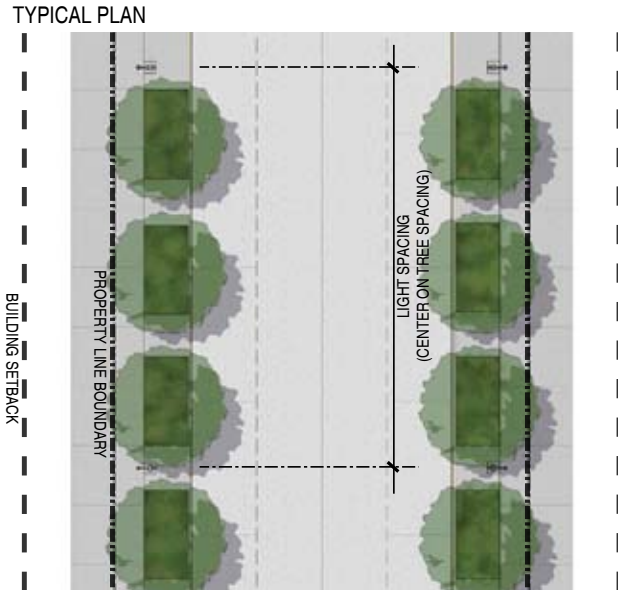 TYPICAL PLAN
BUILDING SETBACK
PROPERTY LINE BOUNDARY
LIGHT SPACING
(CENTER ON TREE SPACING)